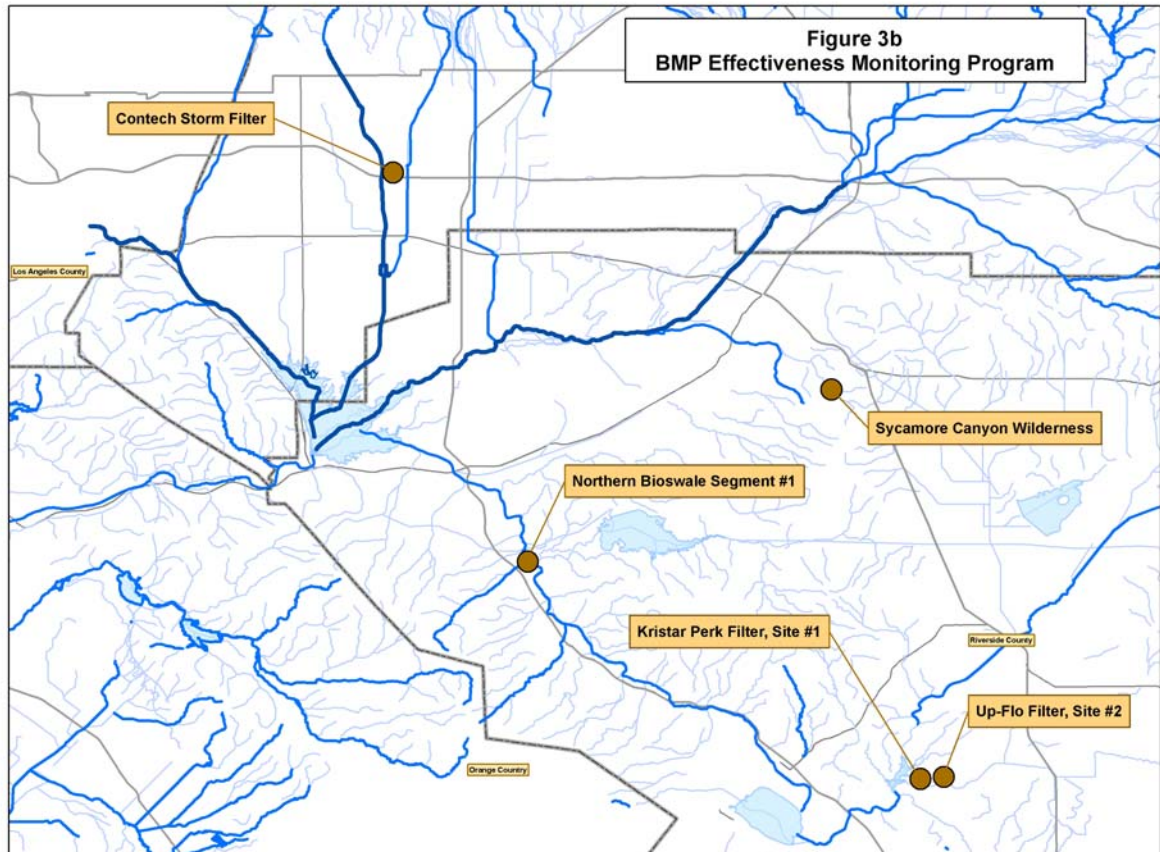 Figure 3b
BMP Effectiveness Monitoring Program
Contech Storm Filter
Los Angeles County
Sycamore Canyon Wilderness
Northern Bioswale Segment #1
Kristar Perk Filter, Site #1
Riverside County
Up-Flo Filter, Site #2
Orange Country